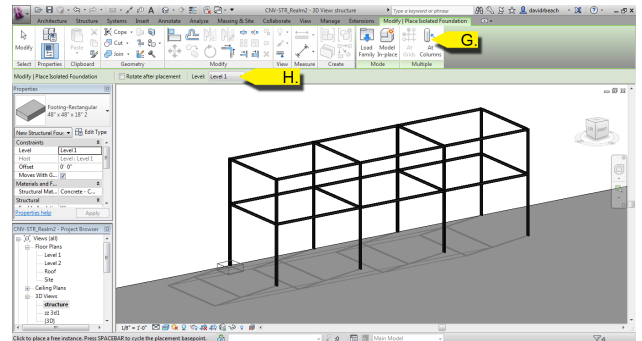 CNV-STR_Realm2 - 3D View: structure
Type a keyword or phrase
davidrbeach
Architecture Structure Systems Insert Annotate Analyze Massing & Site Collaborate View Manage Extensions Modify | Place Isolated Foundation
Modify
Paste
Cope
Cut
Join
Load Family
Model In-place
At Grids
At Columns
G.
Select Properties Clipboard Geometry Modify View Measure Create Mode Multiple
Modify | Place Isolated Foundation
Rotate after placement
Level: Level 1
H.
Properties
Footing-Rectangular
48" x 48" x 18" 2
New Structural Four
Edit Type
Constraints
Level Level 1
Host Level : Level 1
Offset 0' 0"
Moves With G...
Materials and F...
Structural Mat... Concrete - C...
Structural
Properties help
Apply
CNV-STR_Realm2 - Project Browser
Views (all)
Floor Plans
Level 1
Level 2
Roof
Site
Ceiling Plans
3D Views
structure
zz 3d1
{3D}
1/8" = 1'-0"
Click to place a free instance. Press SPACEBAR to cycle the placement basepoint.
:0
Main Model
:0